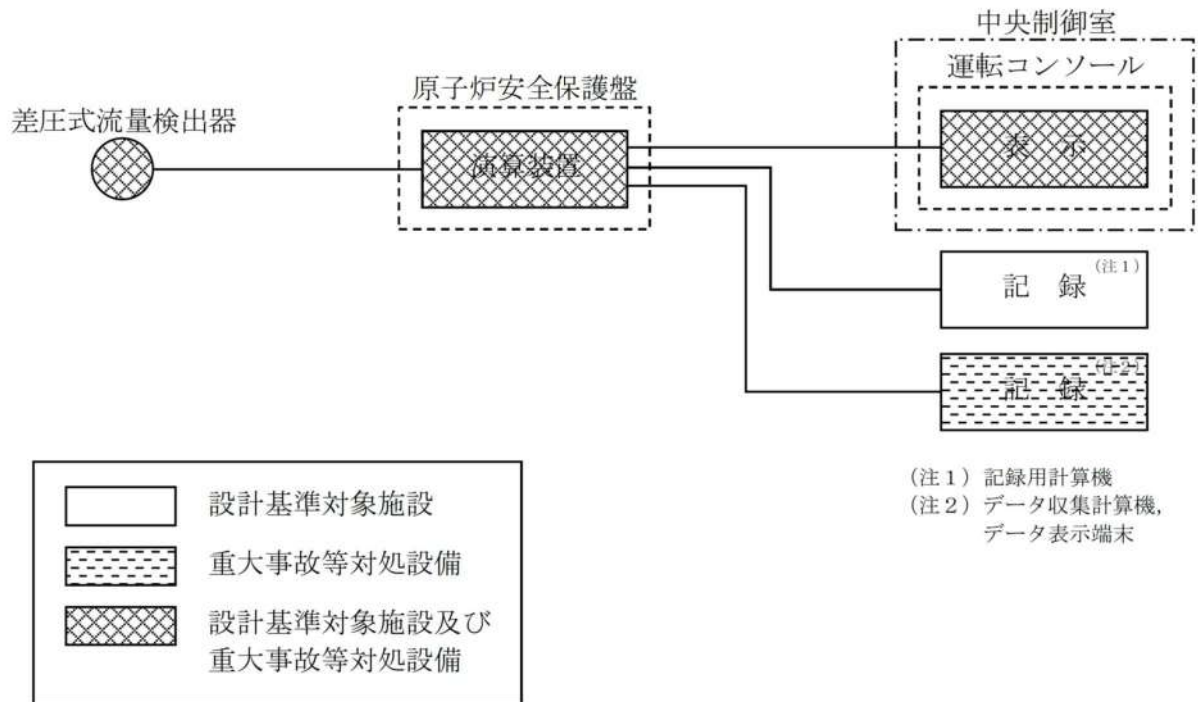 中央制御室
運転コンソール
原子炉安全保護盤
差圧式流量検出器
演算装置
表　示
記　録 (注1)
記　録 (注2)
(注1) 記録用計算機
(注2) データ収集計算機,
データ表示端末
設計基準対象施設
重大事故等対処設備
設計基準対象施設及び
重大事故等対処設備